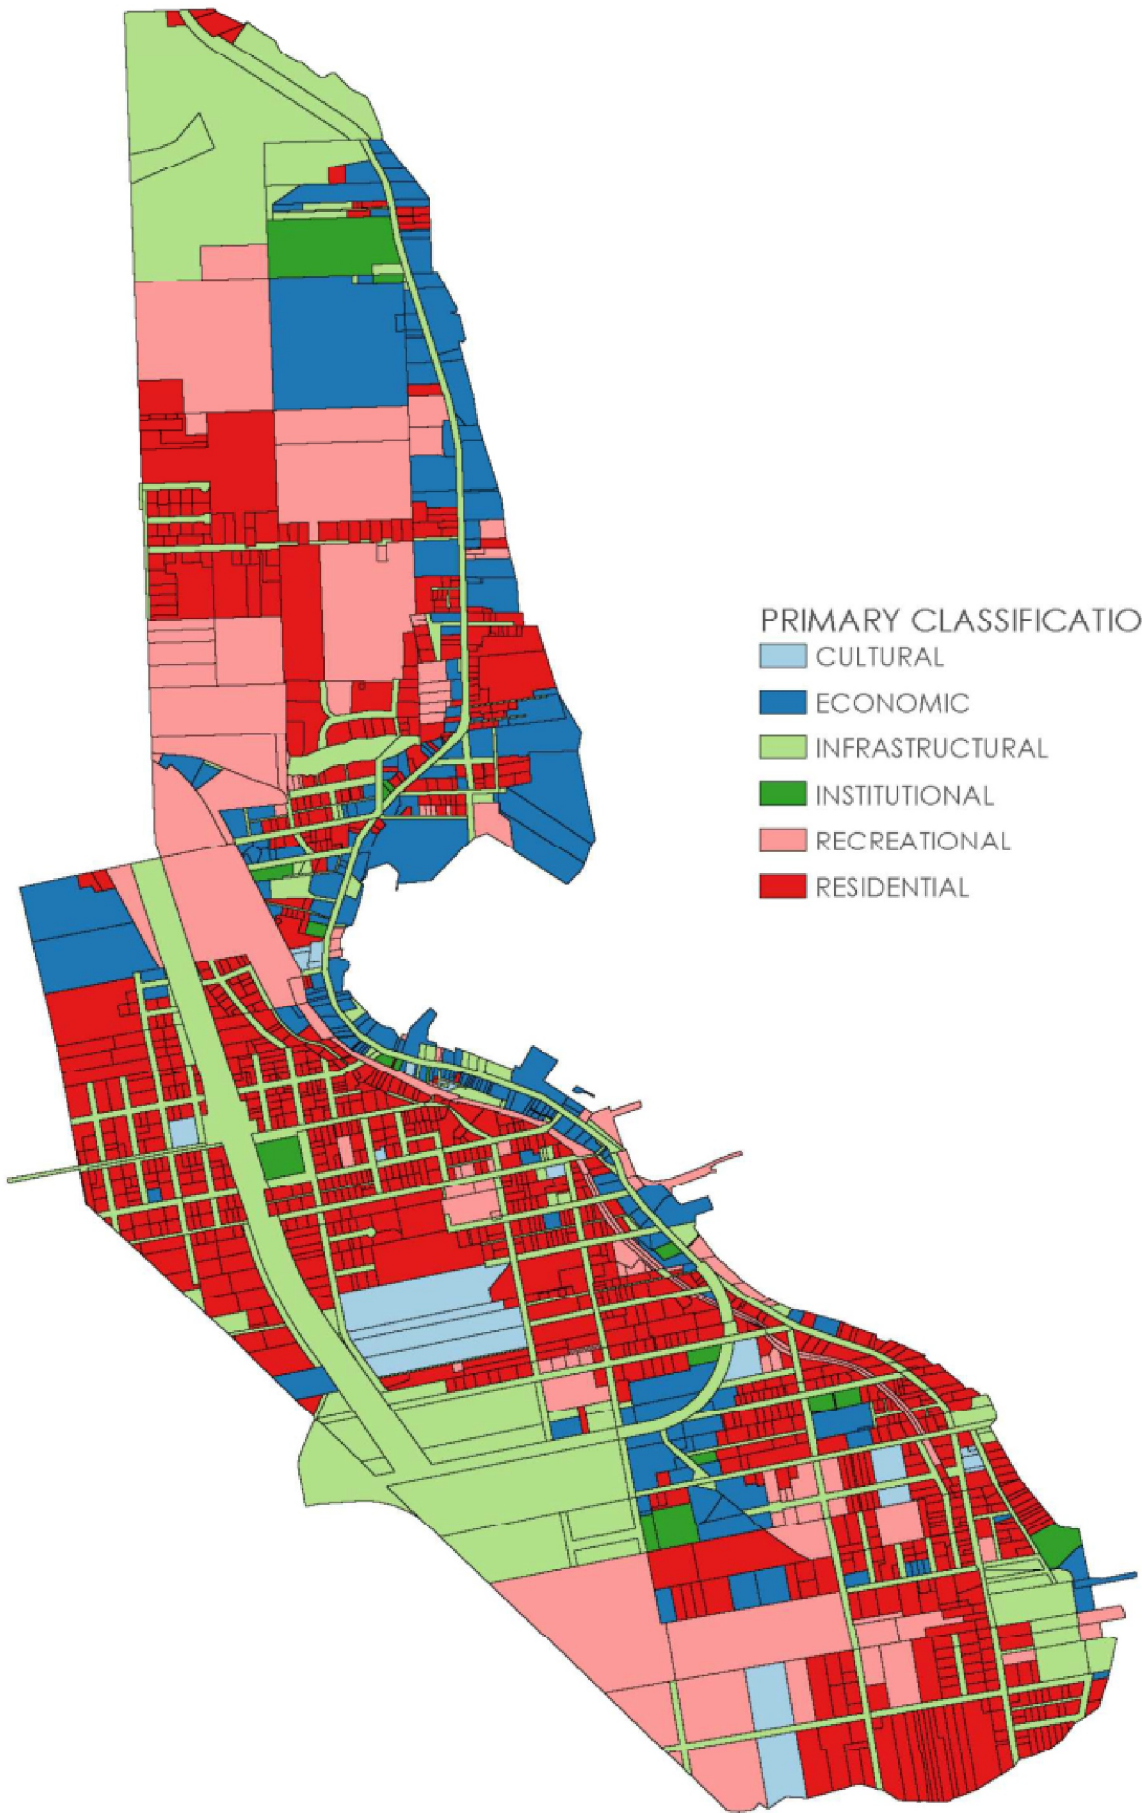 PRIMARY CLASSIFICATIO
CULTURAL
ECONOMIC
INFRASTRUCTURAL
INSTITUTIONAL
RECREATIONAL
RESIDENTIAL